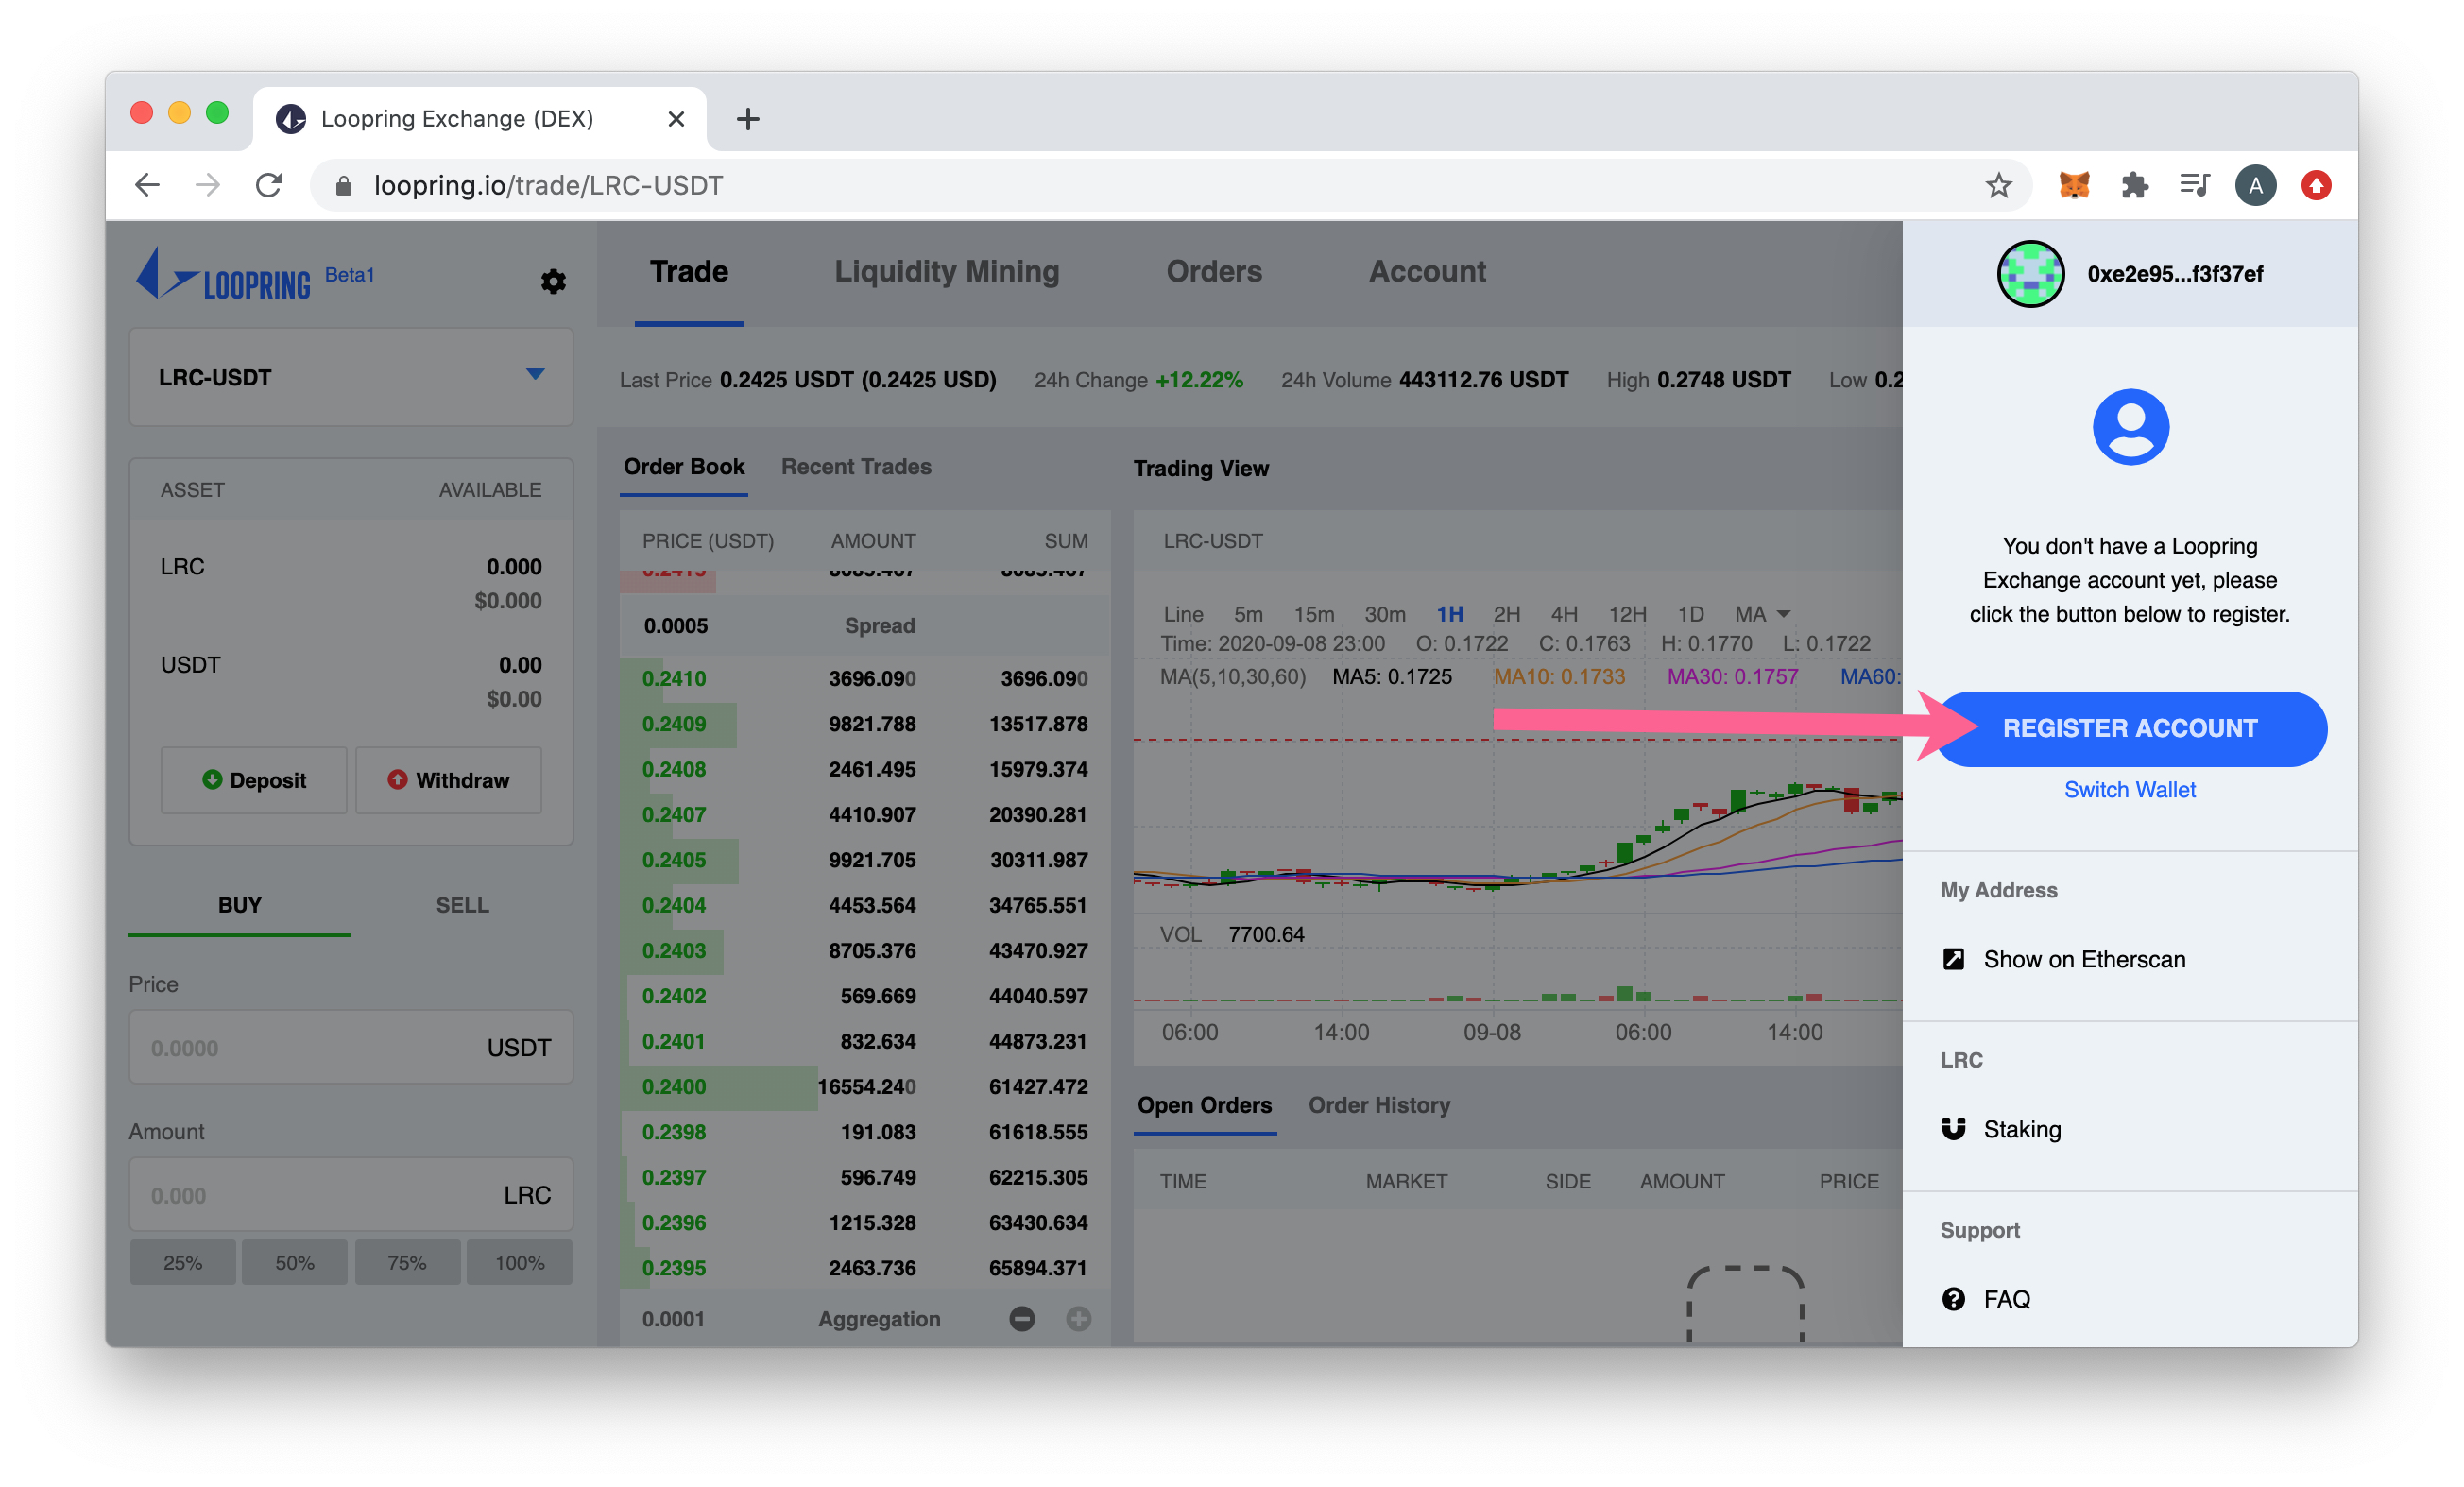 Loopring Exchange (DEX)
loopring.io/trade/LRC-USDT
A
LOOPRING Beta1
Trade Liquidity Mining Orders Account
0xe2e95...f3f37ef
LRC-USDT
Last Price 0.2425 USDT (0.2425 USD) 24h Change +12.22% 24h Volume 443112.76 USDT High 0.2748 USDT Low 0.2
ASSET AVAILABLE
LRC 0.000
$0.000
USDT 0.00
$0.00
Deposit Withdraw
BUY SELL
Price
0.0000 USDT
Amount
0.000 LRC
25% 50% 75% 100%
Order Book Recent Trades
PRICE (USDT) AMOUNT SUM
0.0005 Spread
0.2410 3696.090 3696.090
0.2409 9821.788 13517.878
0.2408 2461.495 15979.374
0.2407 4410.907 20390.281
0.2405 9921.705 30311.987
0.2404 4453.564 34765.551
0.2403 8705.376 43470.927
0.2402 569.669 44040.597
0.2401 832.634 44873.231
0.2400 16554.240 61427.472
0.2398 191.083 61618.555
0.2397 596.749 62215.305
0.2396 1215.328 63430.634
0.2395 2463.736 65894.371
0.0001 Aggregation
Trading View
LRC-USDT
Line 5m 15m 30m 1H 2H 4H 12H 1D MA
Time: 2020-09-08 23:00 O: 0.1722 C: 0.1763 H: 0.1770 L: 0.1722
MA(5,10,30,60) MA5: 0.1725 MA10: 0.1733 MA30: 0.1757 MA60:
VOL 7700.64
06:00 14:00 09-08 06:00 14:00
Open Orders Order History
TIME MARKET SIDE AMOUNT PRICE
You don't have a Loopring
Exchange account yet, please
click the button below to register.
REGISTER ACCOUNT
Switch Wallet
My Address
Show on Etherscan
LRC
Staking
Support
FAQ